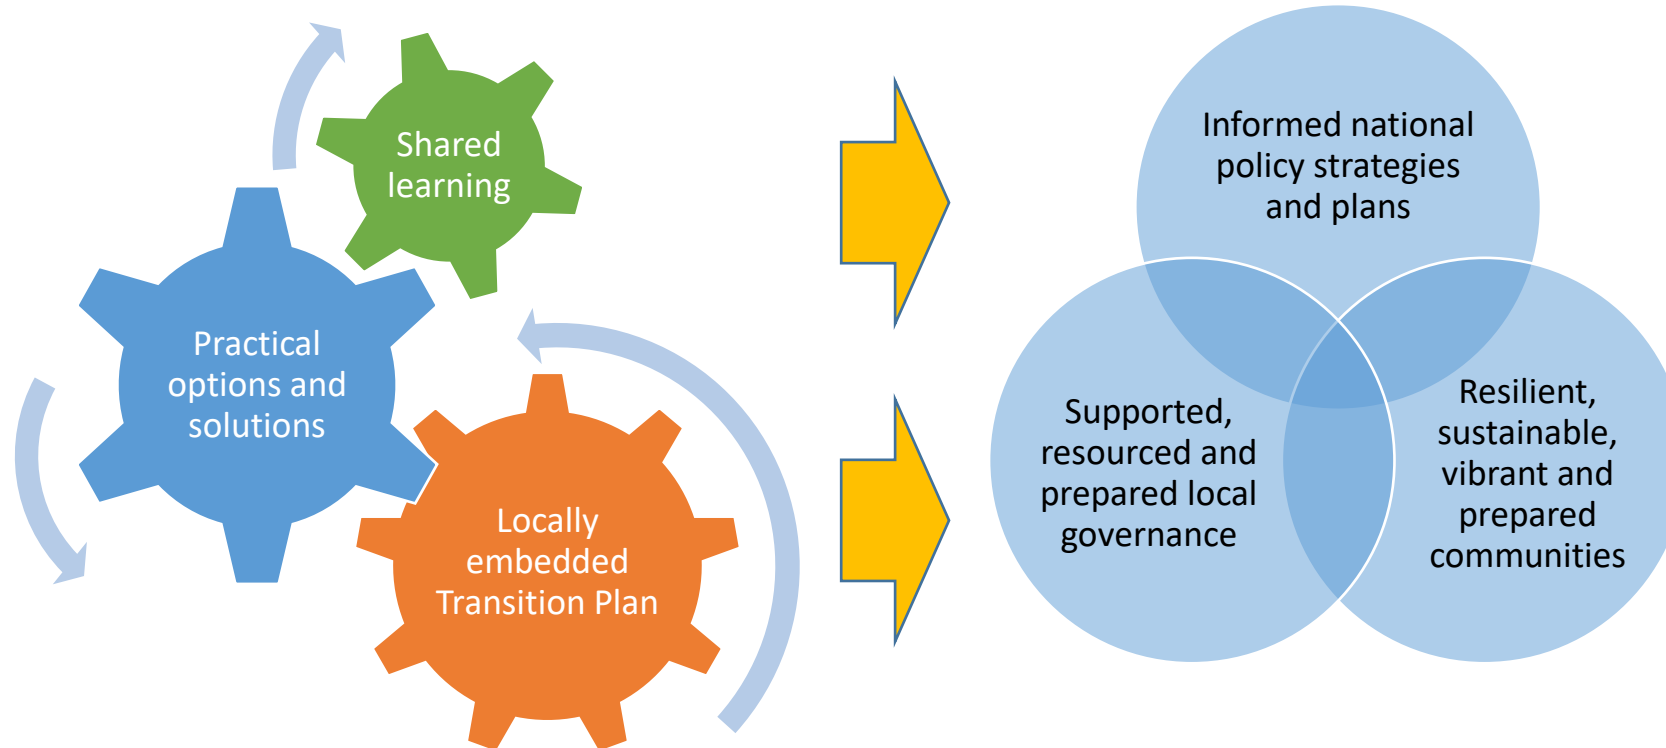 Shared
learning
Practical
options and
solutions
Locally
embedded
Transition Plan
Informed national
policy strategies
and plans
Supported,
resourced and
prepared local
governance
Resilient,
sustainable,
vibrant and
prepared
communities